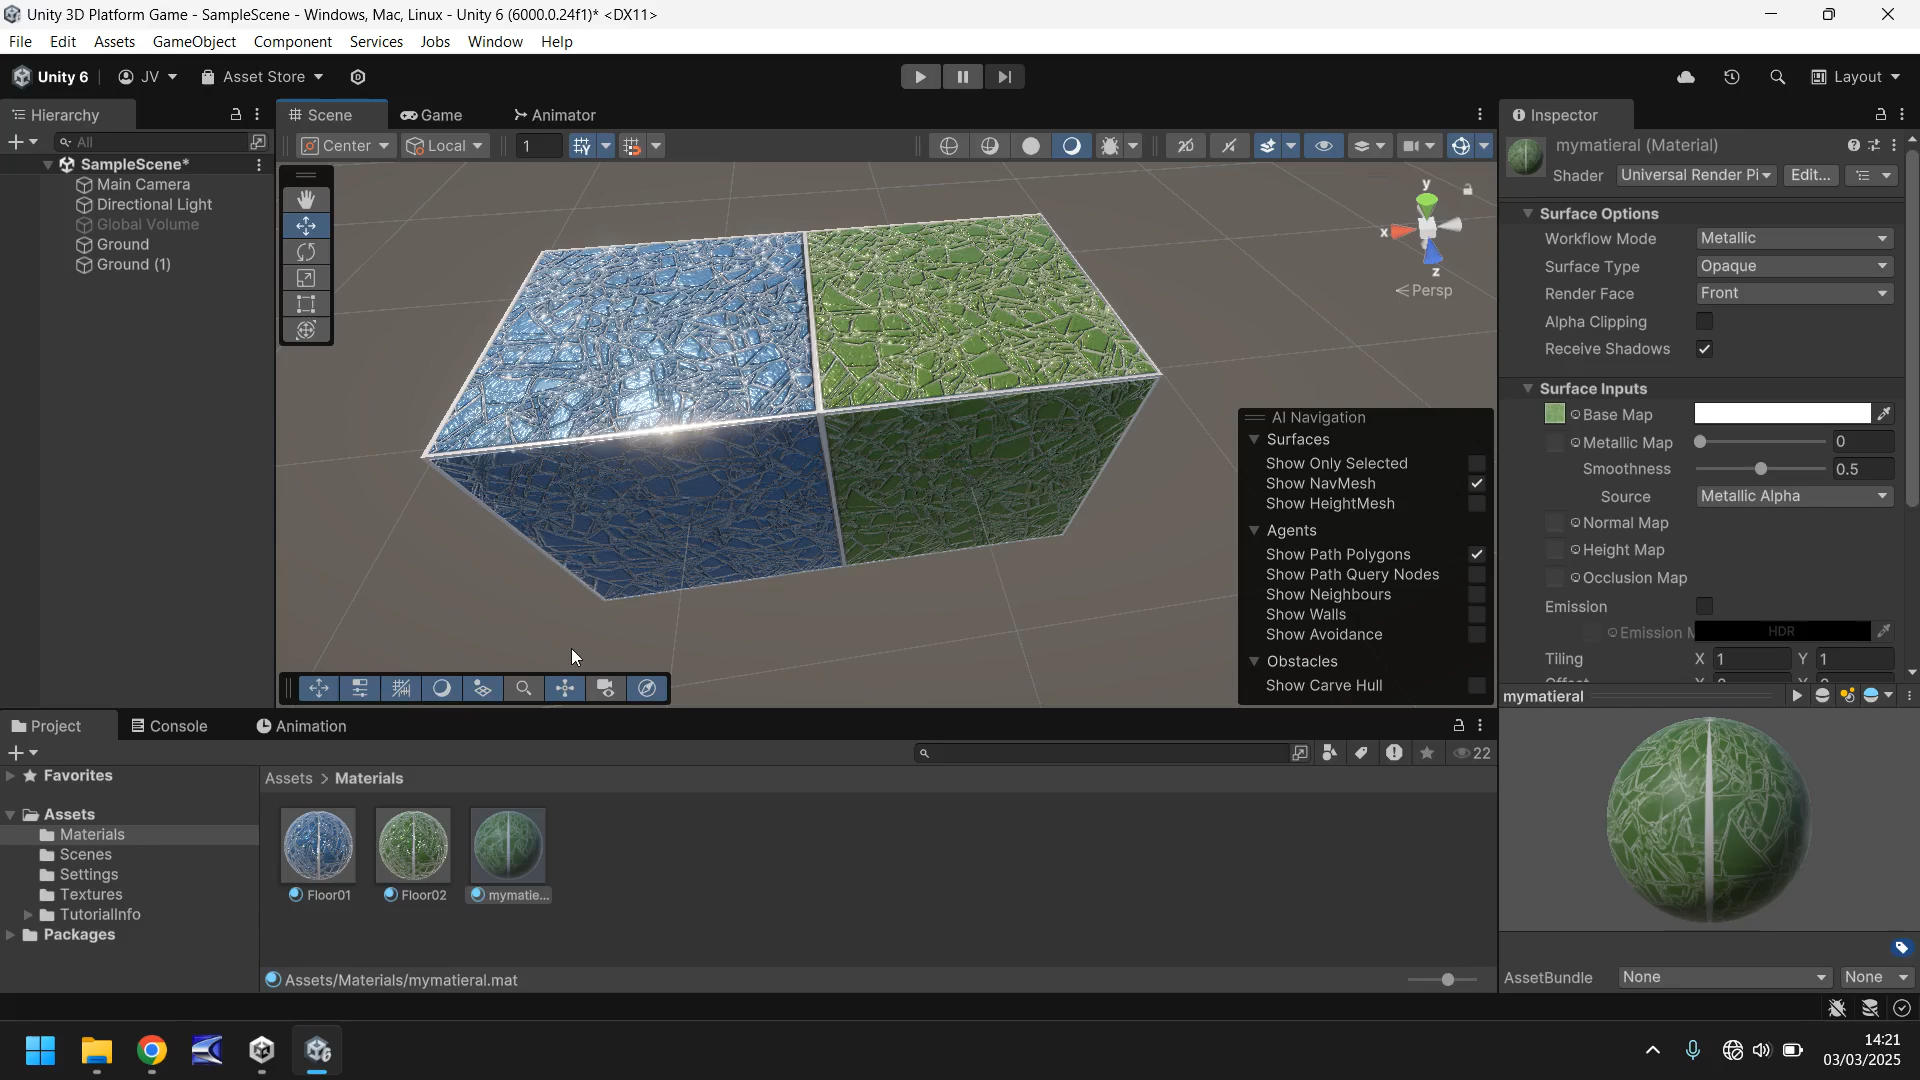 Unity 3D Platform Game - SampleScene - Windows, Mac, Linux - Unity 6 (6000.0.24f1)* <DX11>
File Edit Assets GameObject Component Services Jobs Window Help
Unity 6 JV Asset Store Layout
Hierarchy
All
SampleScene*
Main Camera
Directional Light
Global Volume
Ground
Ground (1)
Scene Game Animator
Center Local 1 2D
y
x
z
Persp
AI Navigation
Surfaces
Show Only Selected
Show NavMesh
Show HeightMesh
Agents
Show Path Polygons
Show Path Query Nodes
Show Neighbours
Show Walls
Show Avoidance
Obstacles
Show Carve Hull
Inspector
mymatieral (Material)
Shader Universal Render Pi Edit...
Surface Options
Workflow Mode Metallic
Surface Type Opaque
Render Face Front
Alpha Clipping
Receive Shadows
Surface Inputs
Base Map
Metallic Map 0
Smoothness 0.5
Source Metallic Alpha
Normal Map
Height Map
Occlusion Map
Emission
Emission M HDR
Tiling X 1 Y 1
mymatieral
AssetBundle None None
Project Console Animation
22
Favorites
Assets
Materials
Scenes
Settings
Textures
TutorialInfo
Packages
Assets > Materials
Floor01 Floor02 mymatie...
Assets/Materials/mymatieral.mat
14:21
03/03/2025